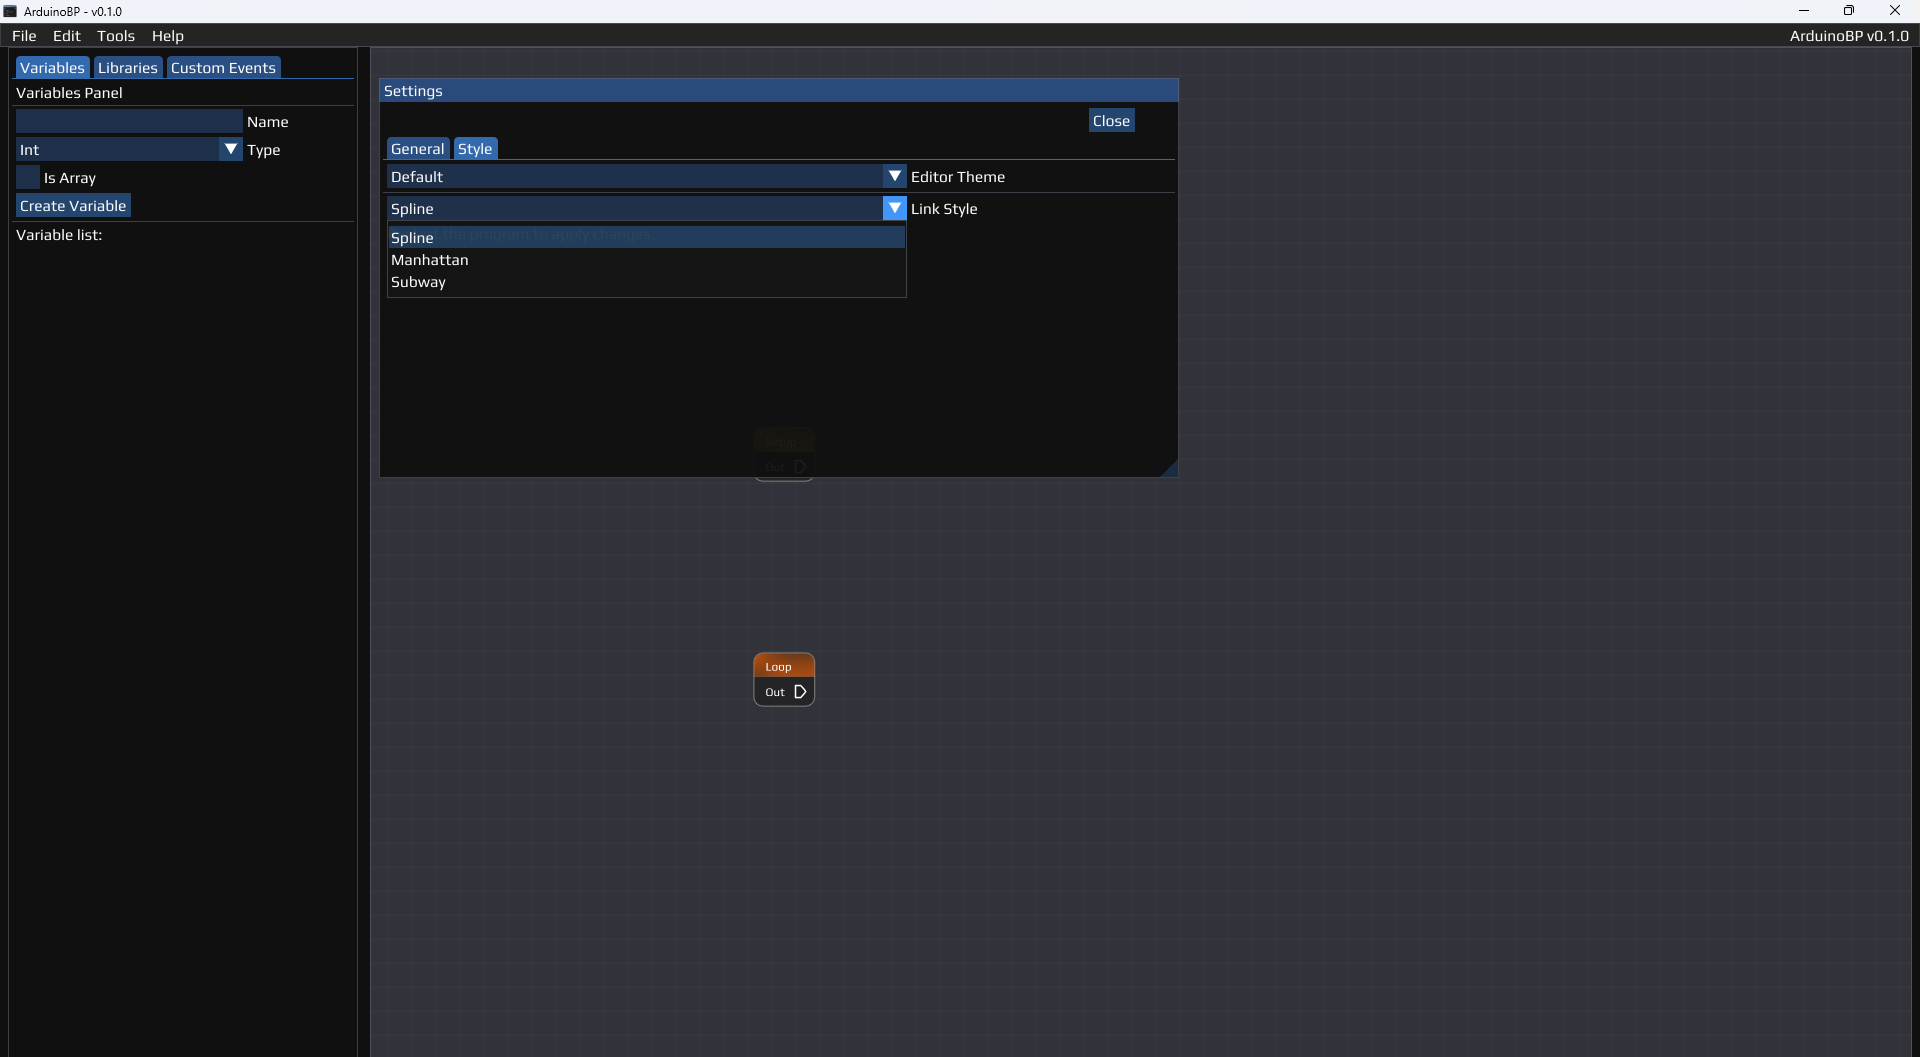 ArduinoBP - v0.1.0
File Edit Tools Help ArduinoBP v0.1.0
Variables Libraries Custom Events
Variables Panel
Name
Int Type
Is Array
Create Variable
Variable list:
Settings
Close
General Style
Default Editor Theme
Spline Link Style
Spline the program to apply changes.
Manhattan
Subway
Setup
Out
Loop
Out